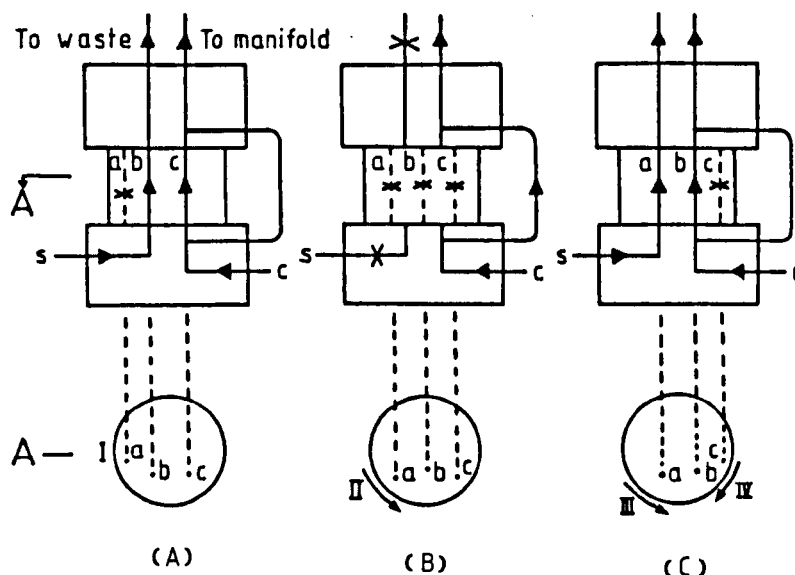 To waste To manifold
a b c a b c a b c
A
s c s c s
A I a b c II a b c III a b c IV
(A) (B) (C)